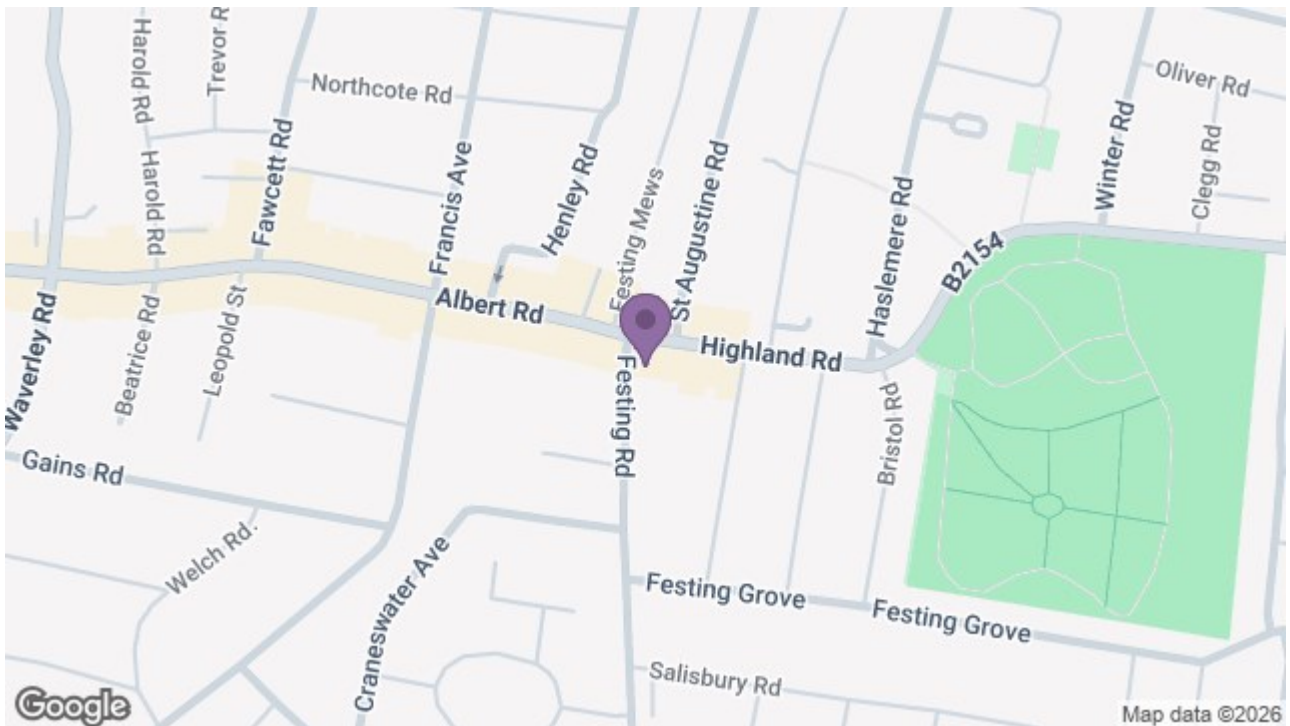 Harold Rd
Trevor R
Northcote Rd
Oliver Rd
Harold Rd
Fawcett Rd
Francis Ave
Henley Rd
Festing Mews
St Augustine Rd
Haslemere Rd
Winter Rd
Clegg Rd
B2154
Waverley Rd
Beatrice Rd
Leopold St
Albert Rd
Highland Rd
Festing Rd
Bristol Rd
Gains Rd
Welch Rd.
Craneswater Ave
Festing Grove
Festing Grove
Salisbury Rd
Google
Map data ©2026